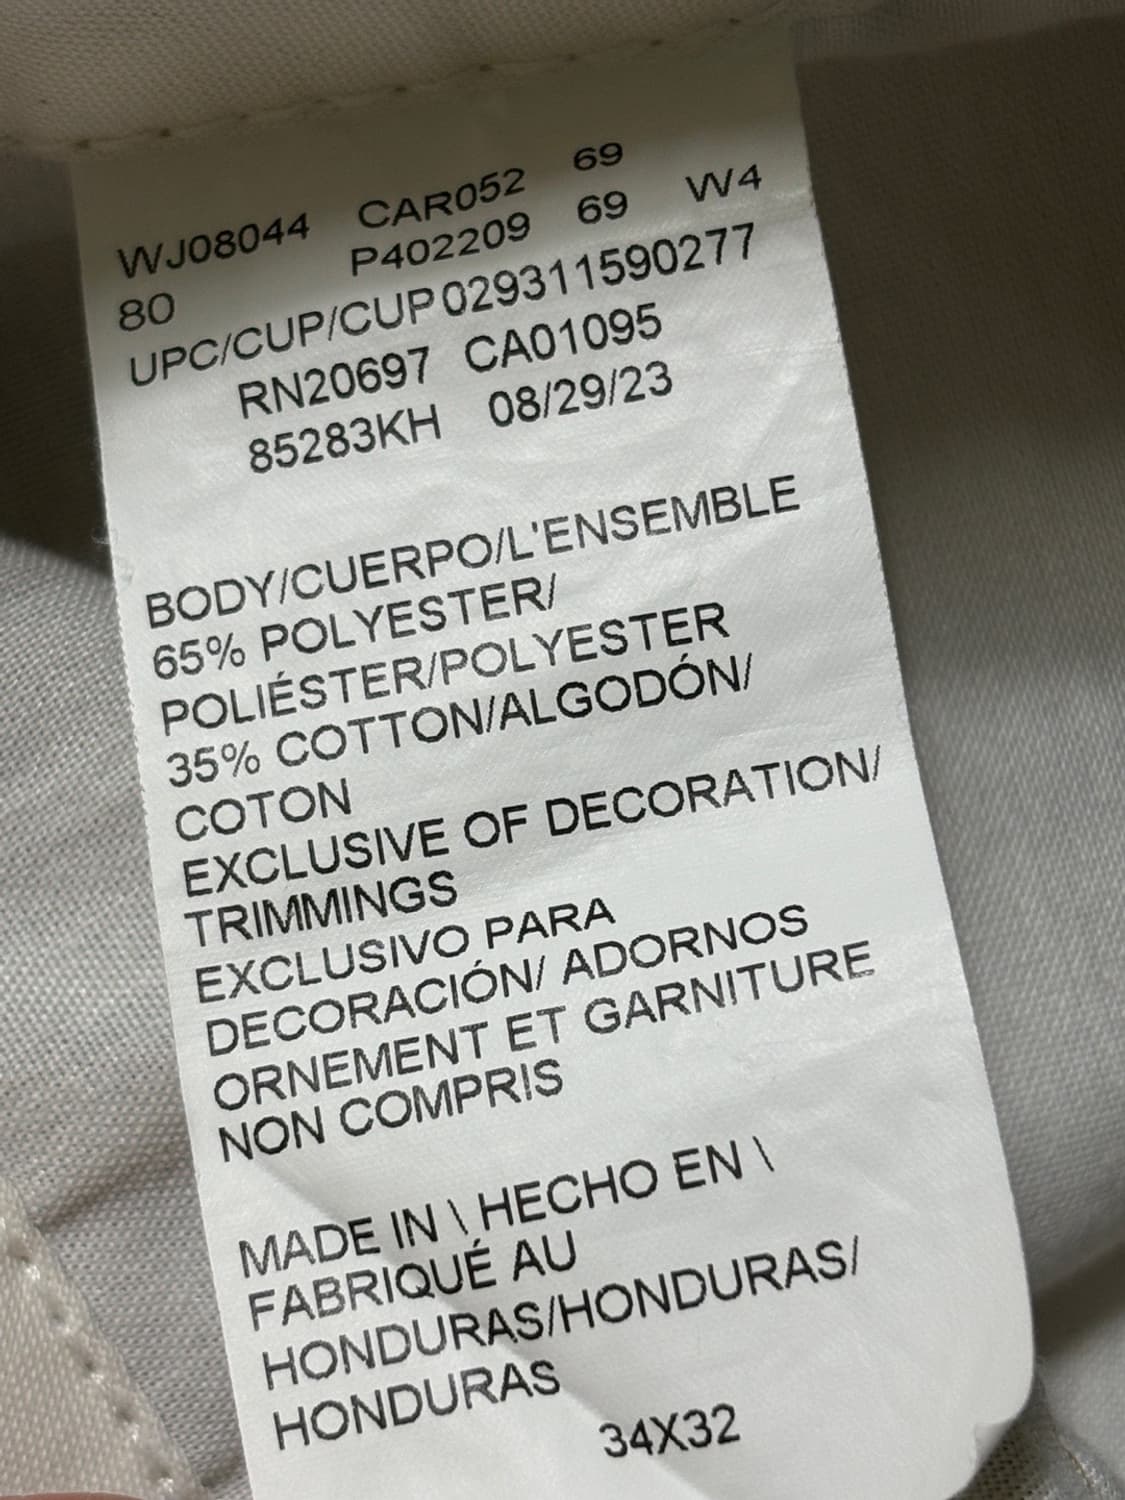 WJ08044 CAR052 69
80 P402209 69 W4
UPC/CUP/CUP 029311590277
RN20697 CA01095
85283KH 08/29/23
BODY/CUERPO/L'ENSEMBLE
65% POLYESTER/
POLIÉSTER/POLYESTER
35% COTTON/ALGODÓN/
COTON
EXCLUSIVE OF DECORATION/
TRIMMINGS
EXCLUSIVO PARA
DECORACIÓN/ ADORNOS
ORNEMENT ET GARNITURE
NON COMPRIS
MADE IN \ HECHO EN \
FABRIQUÉ AU
HONDURAS/HONDURAS/
HONDURAS
34X32